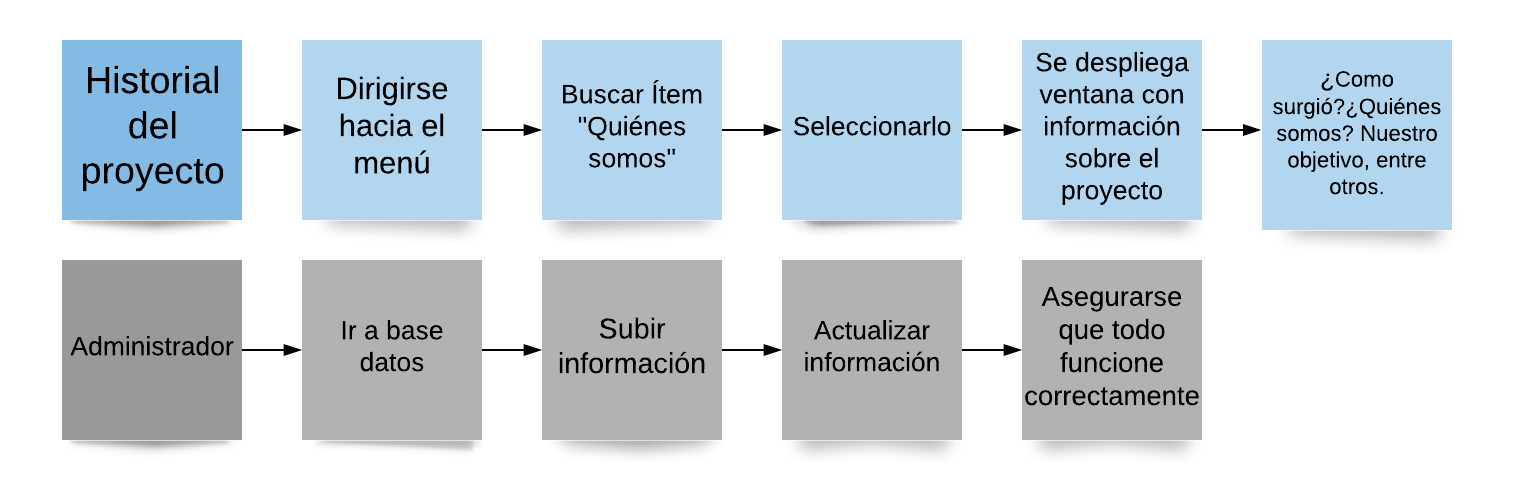 Historial
del
proyecto
Dirigirse
hacia el
menú
Buscar Ítem
"Quiénes
somos"
Seleccionarlo
Se despliega
ventana con
información
sobre el
proyecto
¿Como
surgió?¿Quiénes
somos? Nuestro
objetivo, entre
otros.
Administrador
Ir a base
datos
Subir
información
Actualizar
información
Asegurarse
que todo
funcione
correctamente